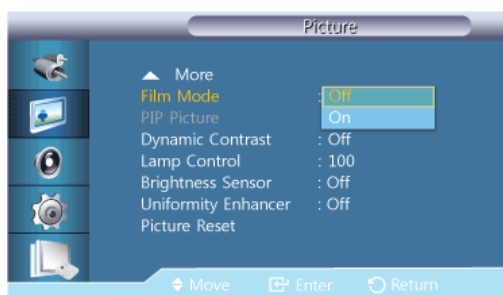 Picture
More
Film Mode : Off
PIP Picture On
Dynamic Contrast : Off
Lamp Control : 100
Brightness Sensor : Off
Uniformity Enhancer : Off
Picture Reset
Move Enter Return